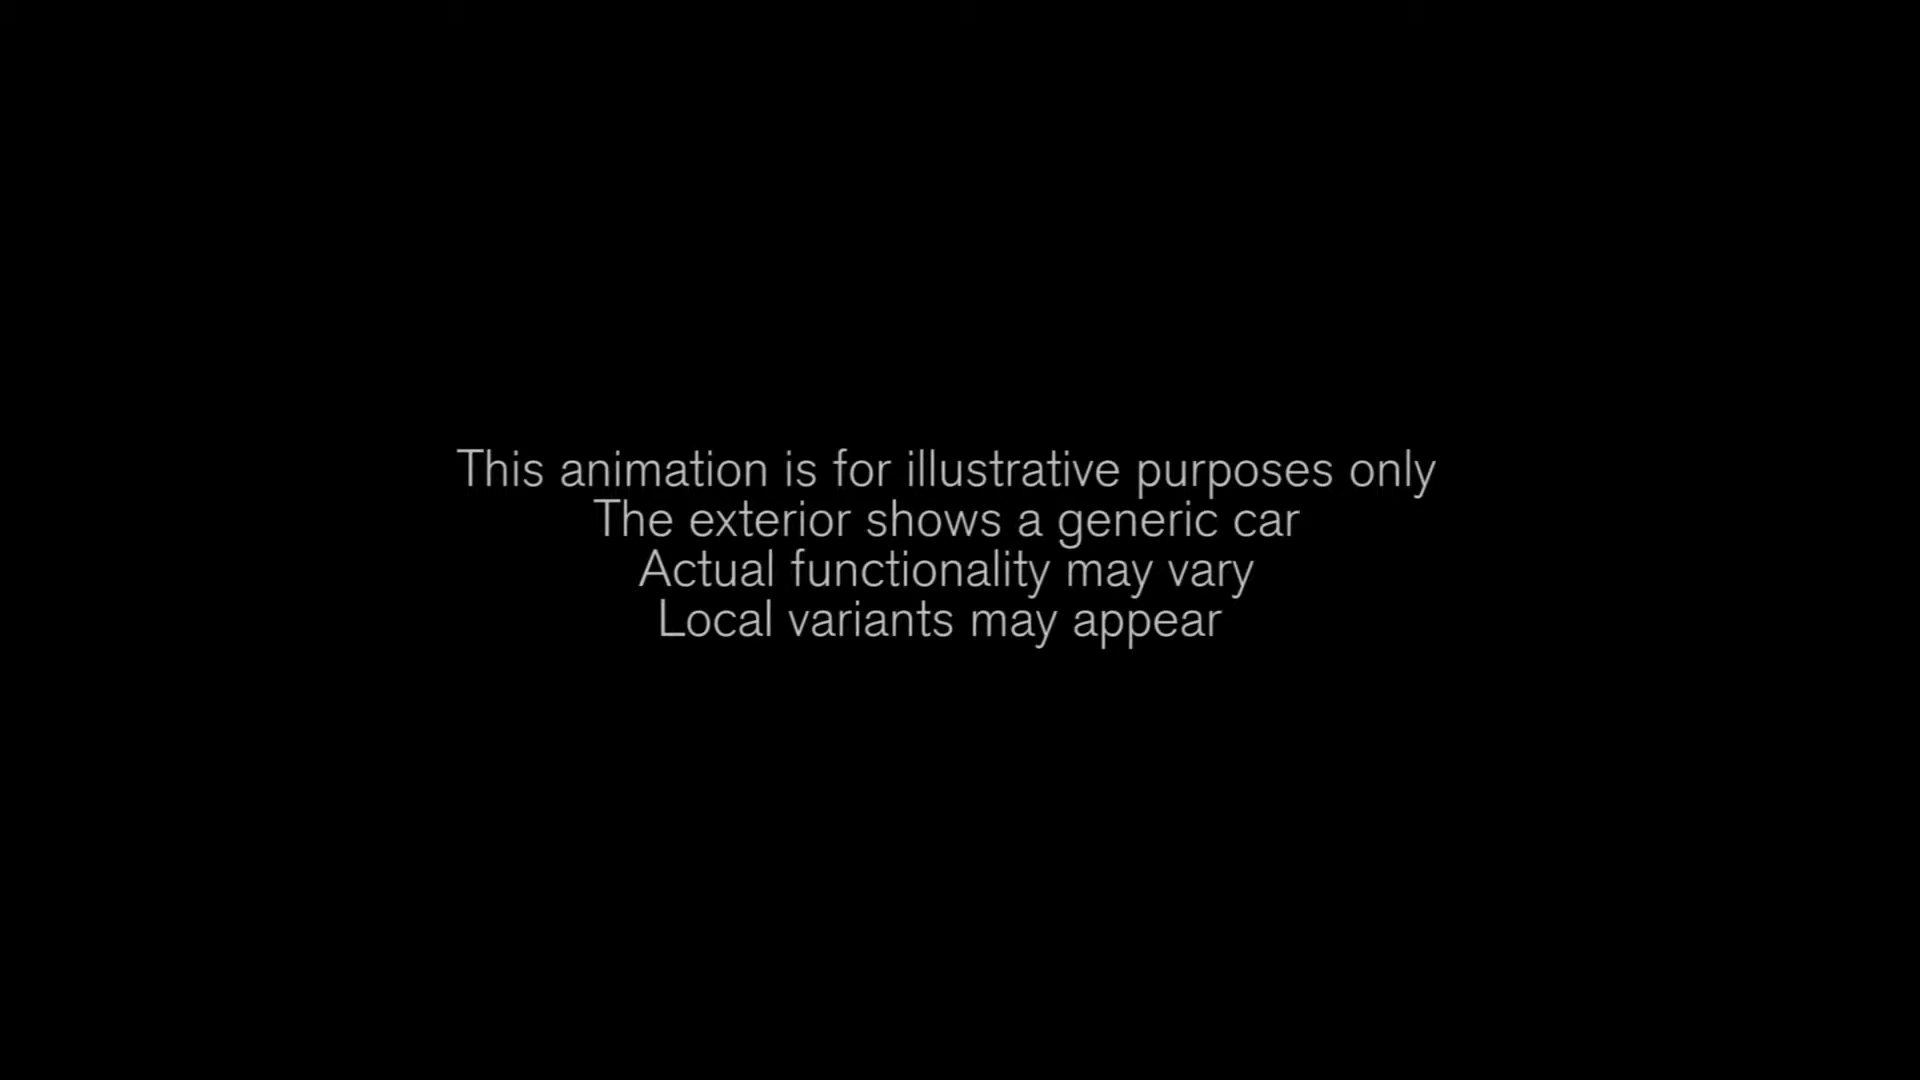 This animation is for illustrative purposes only
The exterior shows a generic car
Actual functionality may vary
Local variants may appear